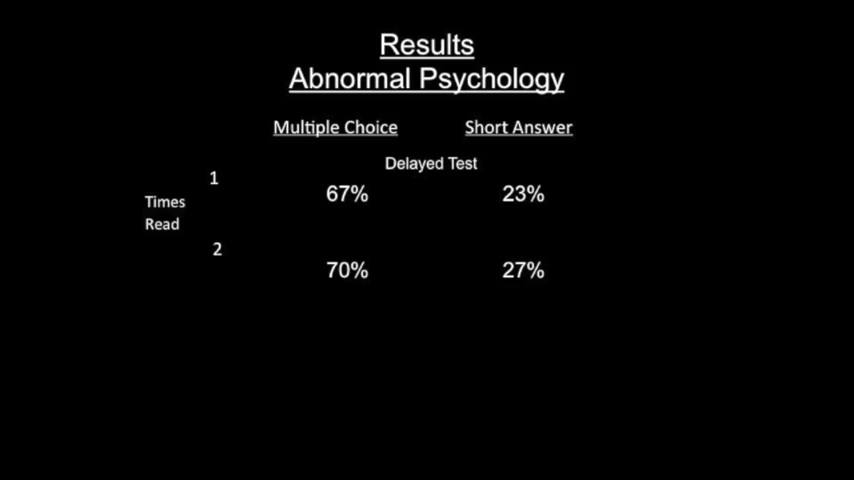 Results
Abnormal Psychology
Multiple Choice Short Answer
Delayed Test
1
67% 23%
Times
Read
2
70% 27%